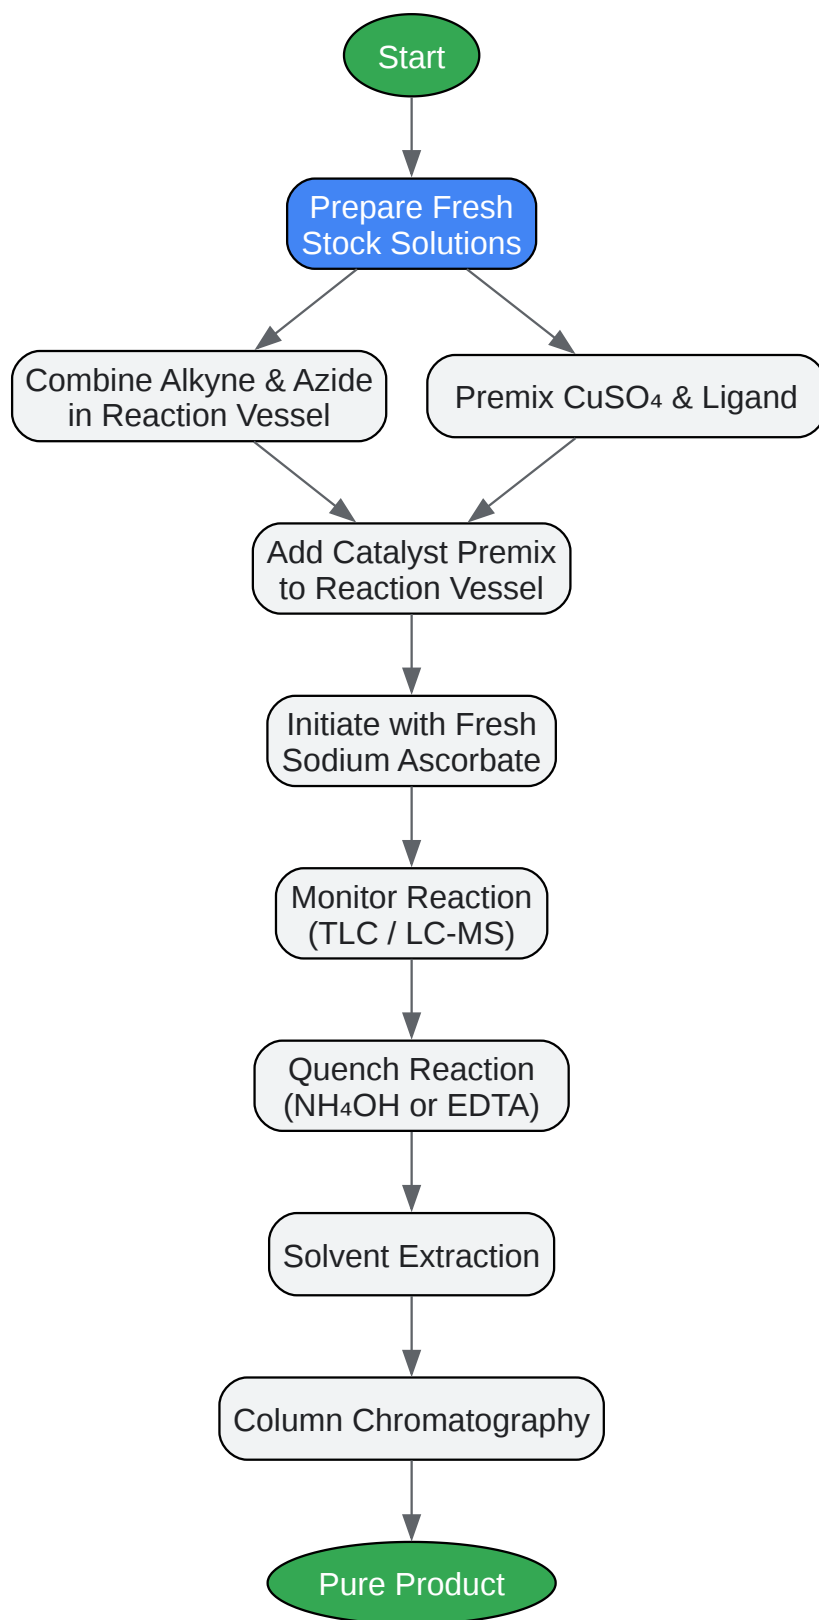 Start
Prepare Fresh
Stock Solutions
Combine Alkyne & Azide
in Reaction Vessel
Premix CuSO₄ & Ligand
Add Catalyst Premix
to Reaction Vessel
Initiate with Fresh
Sodium Ascorbate
Monitor Reaction
(TLC / LC-MS)
Quench Reaction
(NH₄OH or EDTA)
Solvent Extraction
Column Chromatography
Pure Product